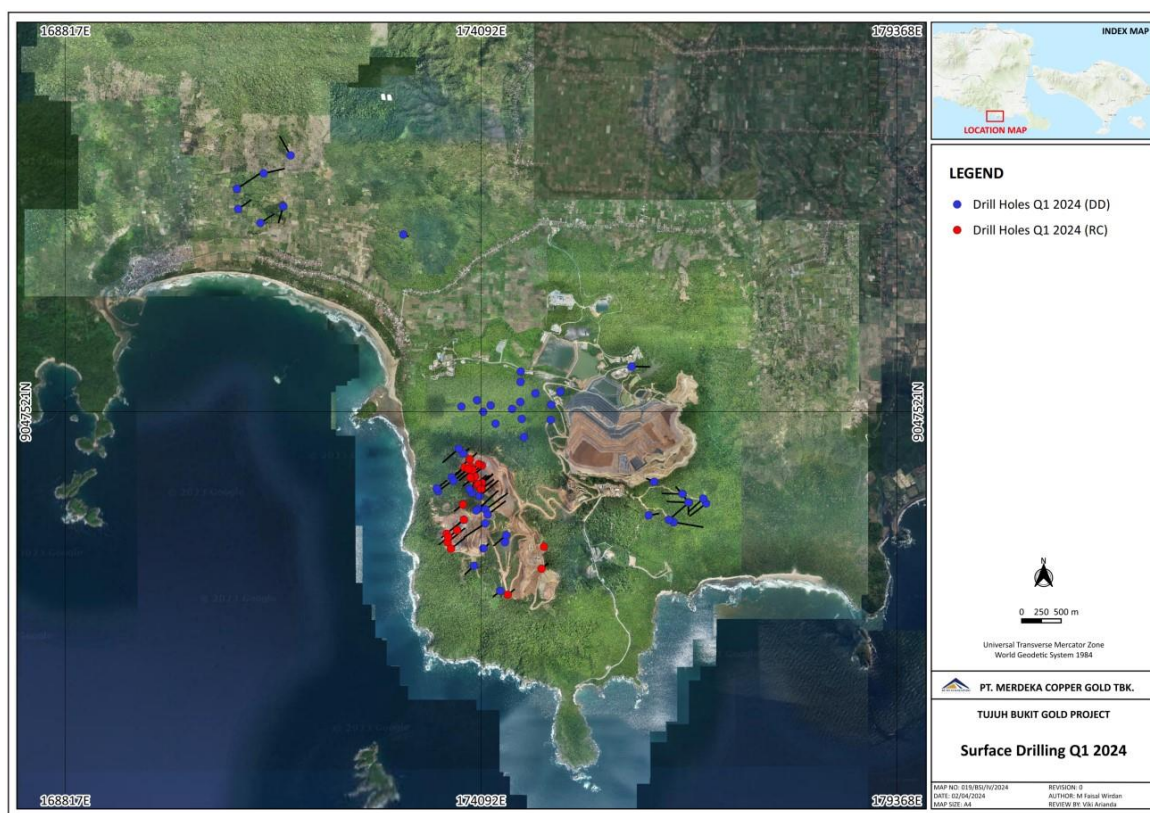 168817E
174092E
179368E
9047521N
9047521N
168817E
174092E
179368E
INDEX MAP
LOCATION MAP
LEGEND
Drill Holes Q1 2024 (DD)
Drill Holes Q1 2024 (RC)
N
0 250 500 m
Universal Transverse Mercator Zone
World Geodetic System 1984
PT. MERDEKA COPPER GOLD TBK.
TUJUH BUKIT GOLD PROJECT
Surface Drilling Q1 2024
MAP NO: 019/BSI/IV/2024
REVISION: 0
DATE: 02/04/2024
AUTHOR: M Faisal Wirdan
MAP SIZE: A4
REVIEW BY: Viki Arianda